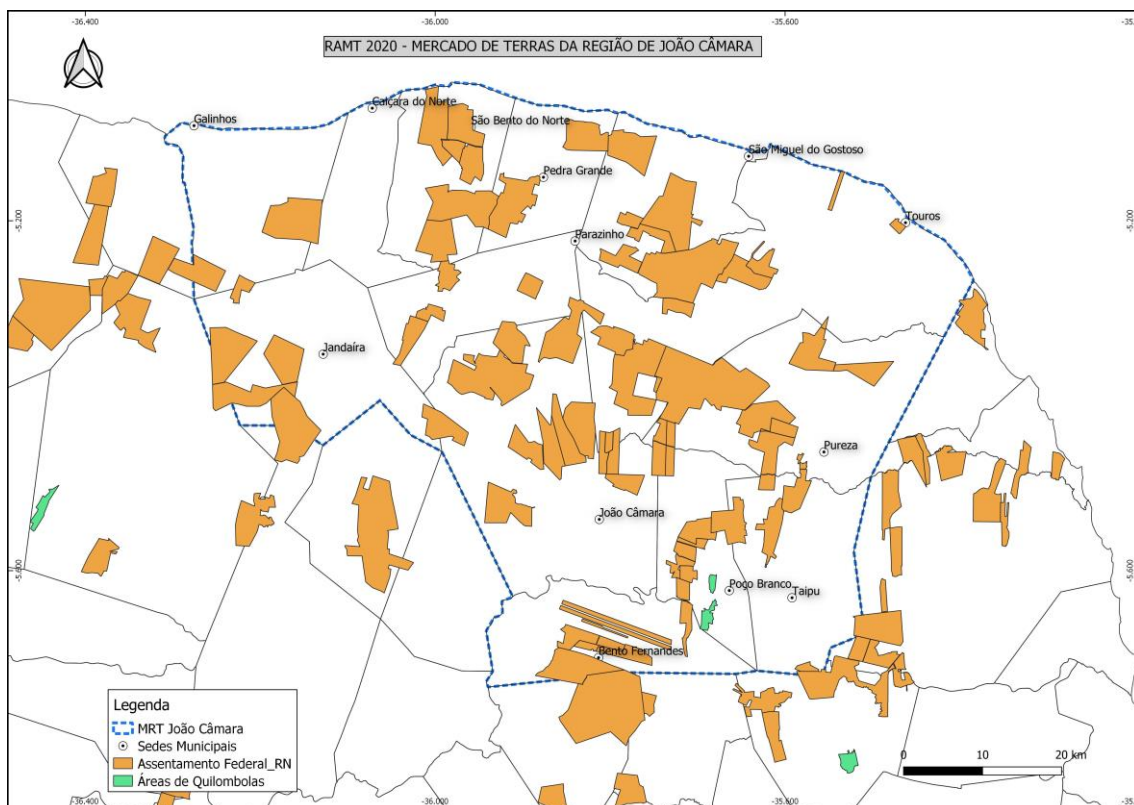 -36.400
-36.000
-35.600
-35.
RAMT 2020 - MERCADO DE TERRAS DA REGIÃO DE JOÃO CÂMARA
Galinhos
Caiçara do Norte
São Bento do Norte
São Miguel do Gostoso
Pedra Grande
-5.200
Touros
-5.200
Parazinho
Jandaíra
Pureza
João Câmara
-5.600
Poço Branco
Taipu
-5.600
Bento Fernandes
Legenda
MRT João Câmara
Sedes Municipais
Assentamento Federal_RN
Áreas de Quilombolas
0 10 20 km
-36.400
-36.000
-35.600